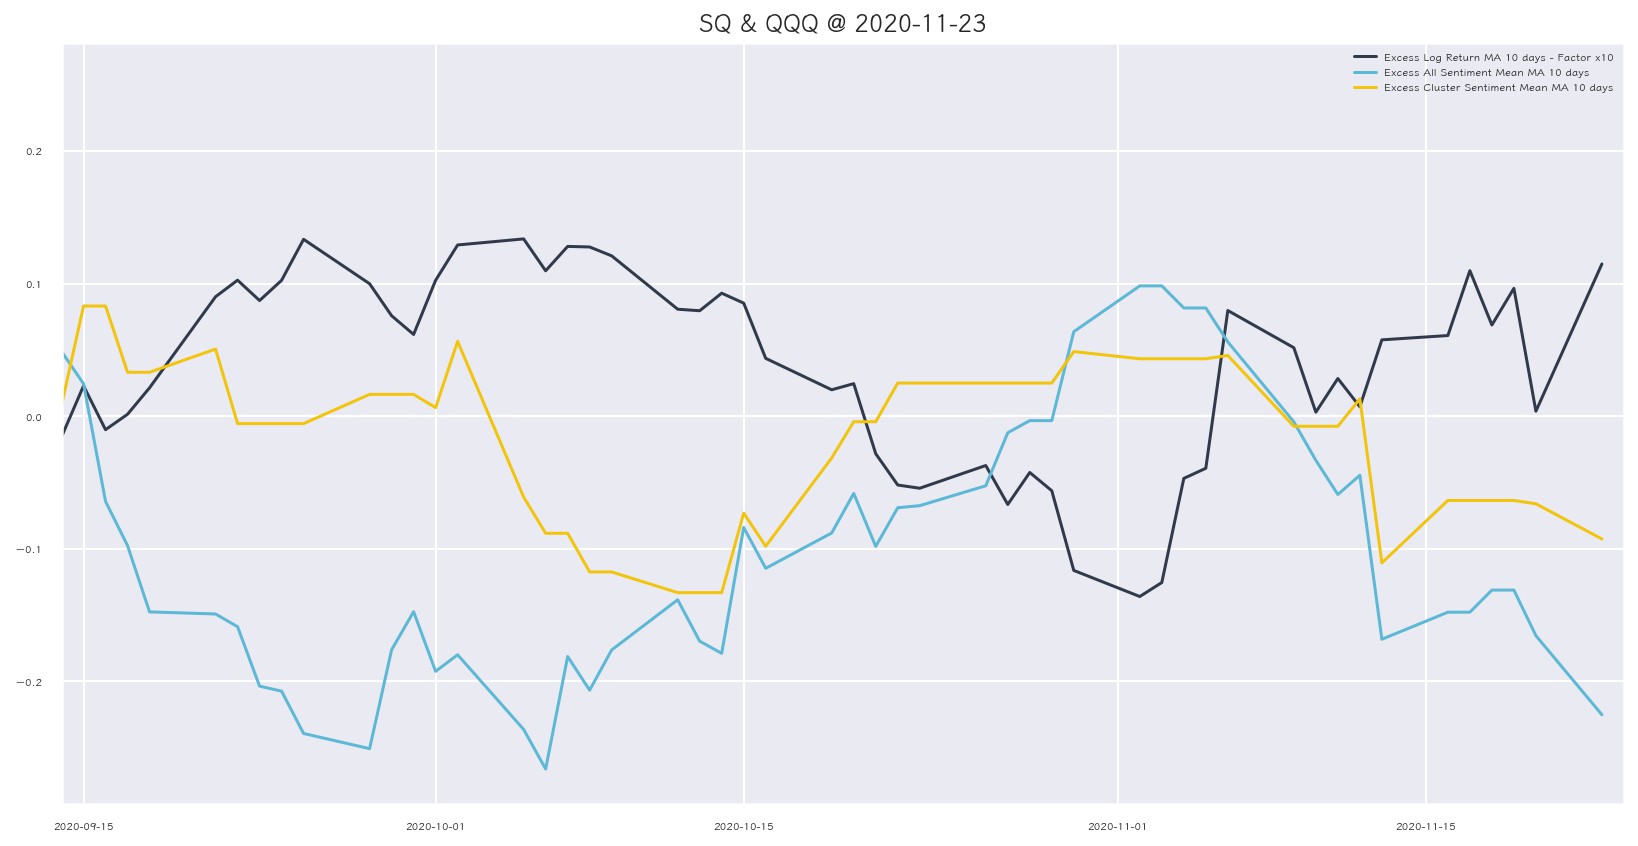 SQ & QQQ @ 2020-11-23
Excess Log Return MA 10 days - Factor x10
Excess All Sentiment Mean MA 10 days
Excess Cluster Sentiment Mean MA 10 days
0.2
0.1
0.0
−0.1
−0.2
2020-09-15
2020-10-01
2020-10-15
2020-11-01
2020-11-15